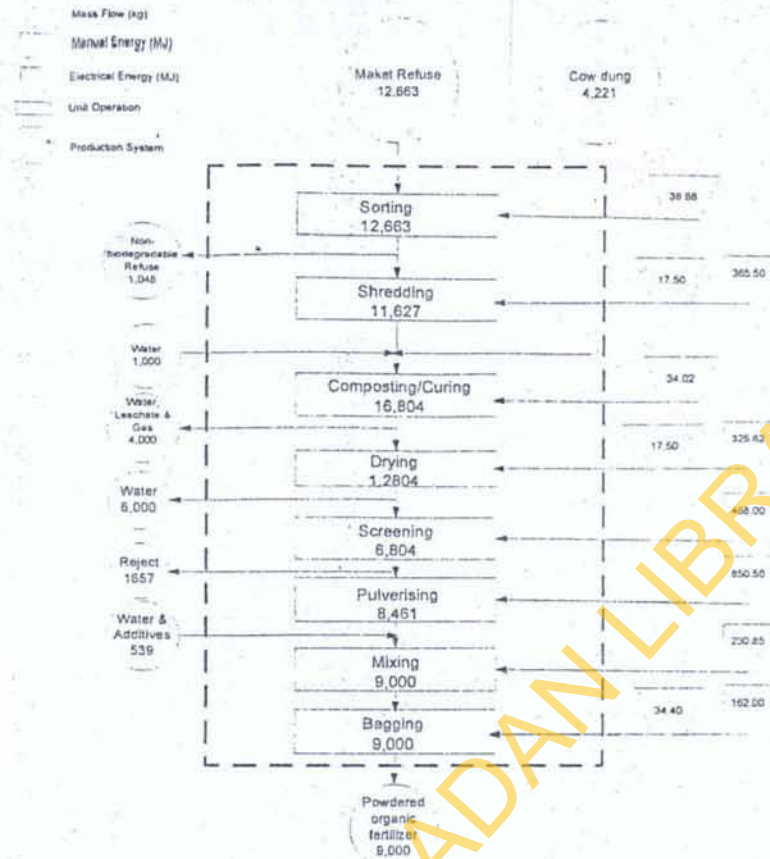 Mass Flow (kg)
Manual Energy (MJ)
Electrical Energy (MJ)
Unit Operation
Production System
Maket Refuse
12,663
Cow dung
4,221
Sorting
12,663
38.88
Non-
biodegradable
Refuse
1,048
Shredding
11,627
17.50
365.50
Water
1,000
Composting/Curing
16,804
34.02
Water,
Leachate &
Gas
4,000
Drying
1,2804
17.50
325.62
Water
6,000
Screening
6,804
468.00
Reject
1657
Pulverising
8,461
850.50
Water &
Additives
539
Mixing
9,000
230.85
Bagging
9,000
34.40
162.00
Powdered
organic
fertilizer
9,000
ADAN LIBRA